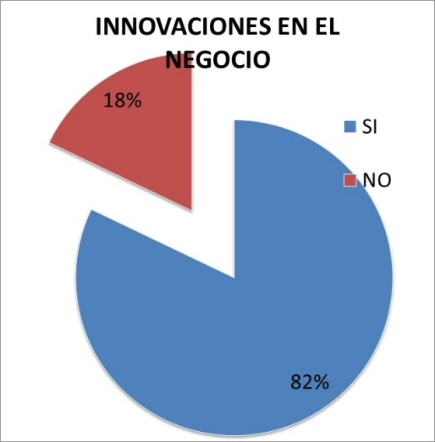 INNOVACIONES EN EL
NEGOCIO
18%
SI
NO
82%